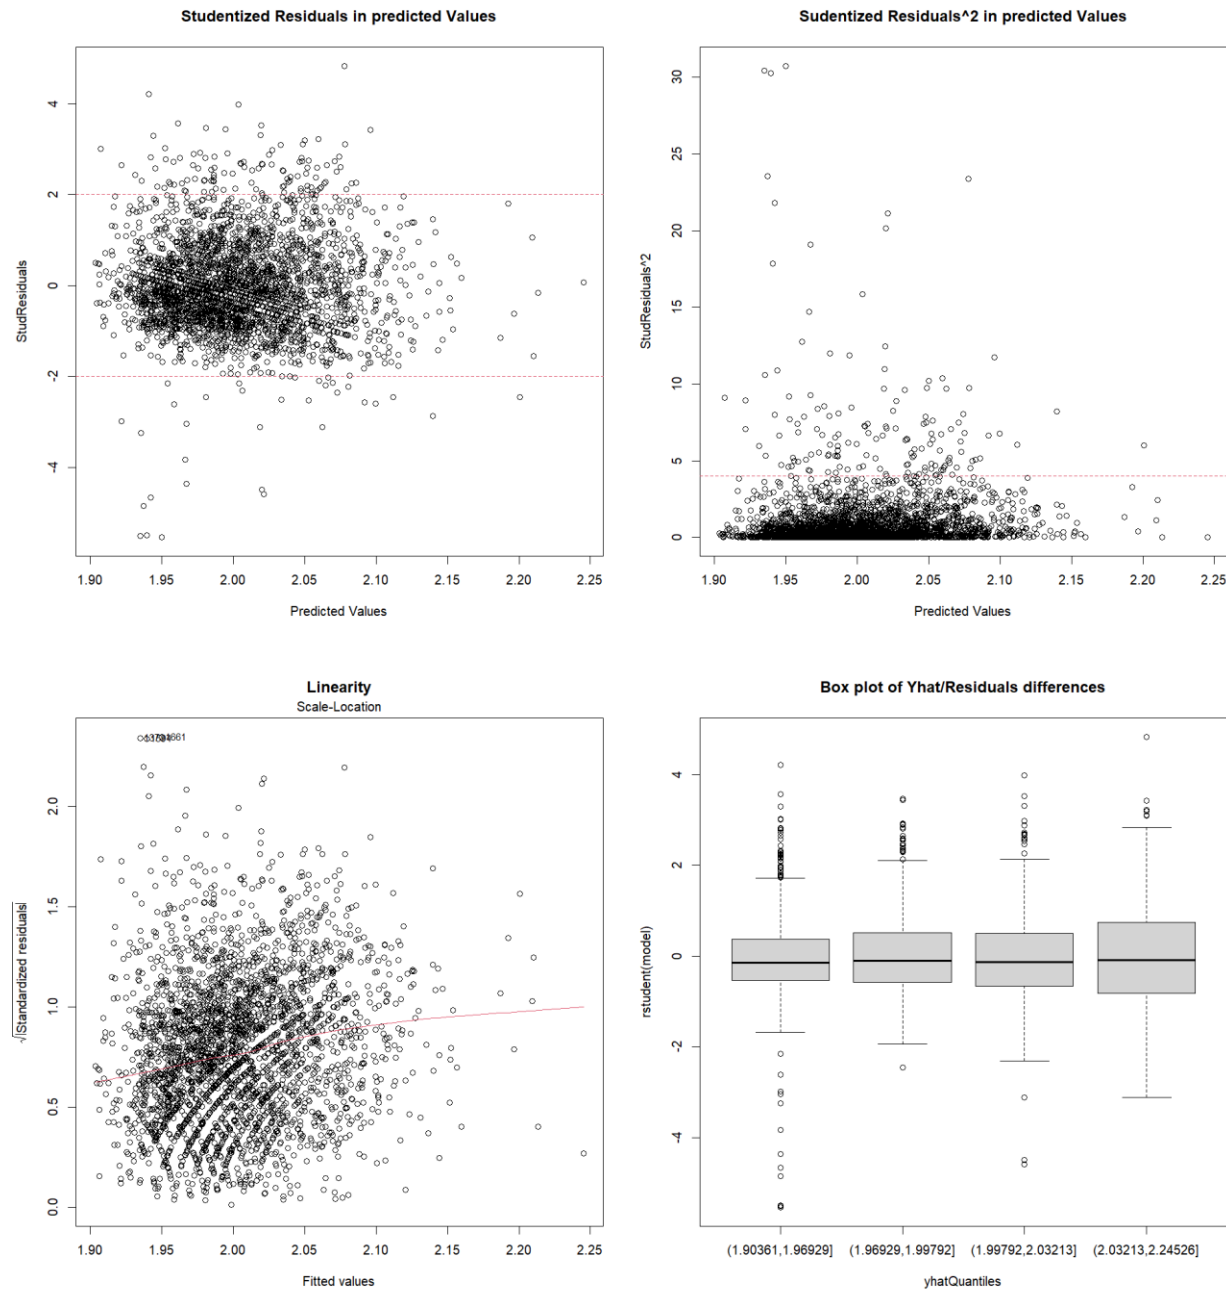 Studentized Residuals in predicted Values
4
2
0
-2
-4
StudResiduals
1.90 1.95 2.00 2.05 2.10 2.15 2.20 2.25
Predicted Values
Sudentized Residuals^2 in predicted Values
30
25
20
15
10
5
0
StudResiduals^2
1.90 1.95 2.00 2.05 2.10 2.15 2.20 2.25
Predicted Values
Linearity
Scale-Location
2.0
1.5
1.0
0.5
0.0
√|Standardized residuals|
1.90 1.95 2.00 2.05 2.10 2.15 2.20 2.25
Fitted values
Box plot of Yhat/Residuals differences
4
2
0
-2
-4
rstudent(model)
(1.90361,1.96929] (1.96929,1.99792] (1.99792,2.03213] (2.03213,2.24526]
yhatQuantiles